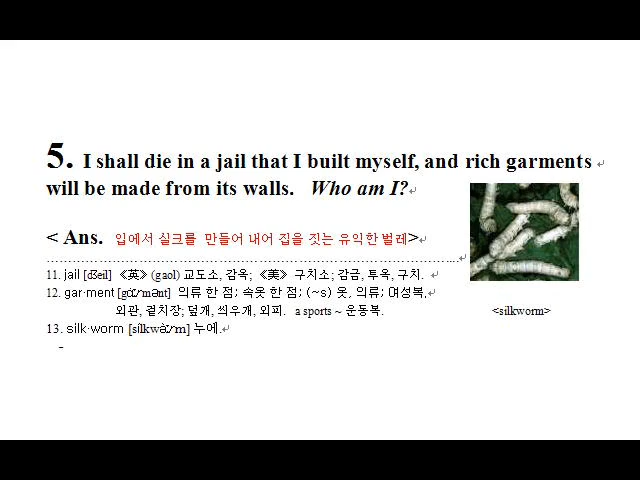 5. I shall die in a jail that I built myself, and rich garments
will be made from its walls. Who am I?
< Ans. 입에서 실크를 만들어 내어 집을 짓는 유익한 벌레>
11. jail [dʒeil] 《英》(gaol) 교도소, 감옥; 《美》 구치소; 감금, 투옥, 구치.
12. gar·ment [gɑ́ːrmənt] 의류 한 점; 속옷 한 점; (~s) 옷, 의류; 여성복,
외관, 겉치장; 덮개, 씌우개, 외피. a sports ~ 운동복.
<silkworm>
13. silk·worm [sílkwə̀ːrm] 누에.
-